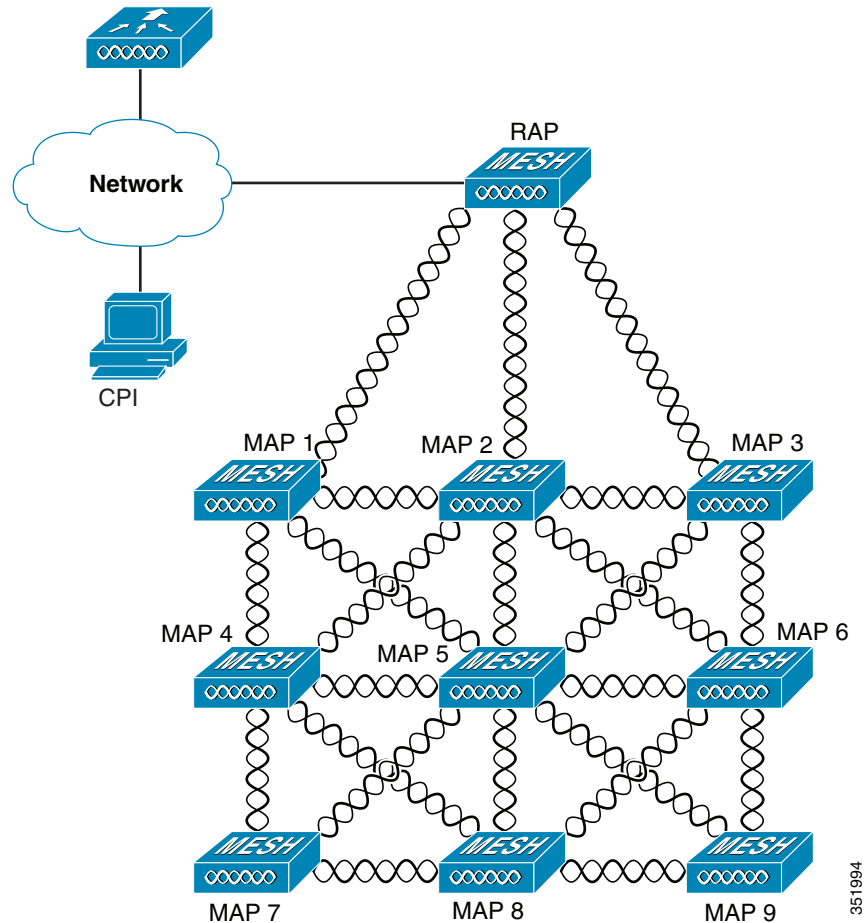 RAP
MESH
Network
CPI
MAP 1
MAP 2
MAP 3
MESH
MESH
MESH
MAP 4
MAP 5
MAP 6
MESH
MESH
MESH
MESH
MESH
MESH
MAP 7
MAP 8
MAP 9
351994